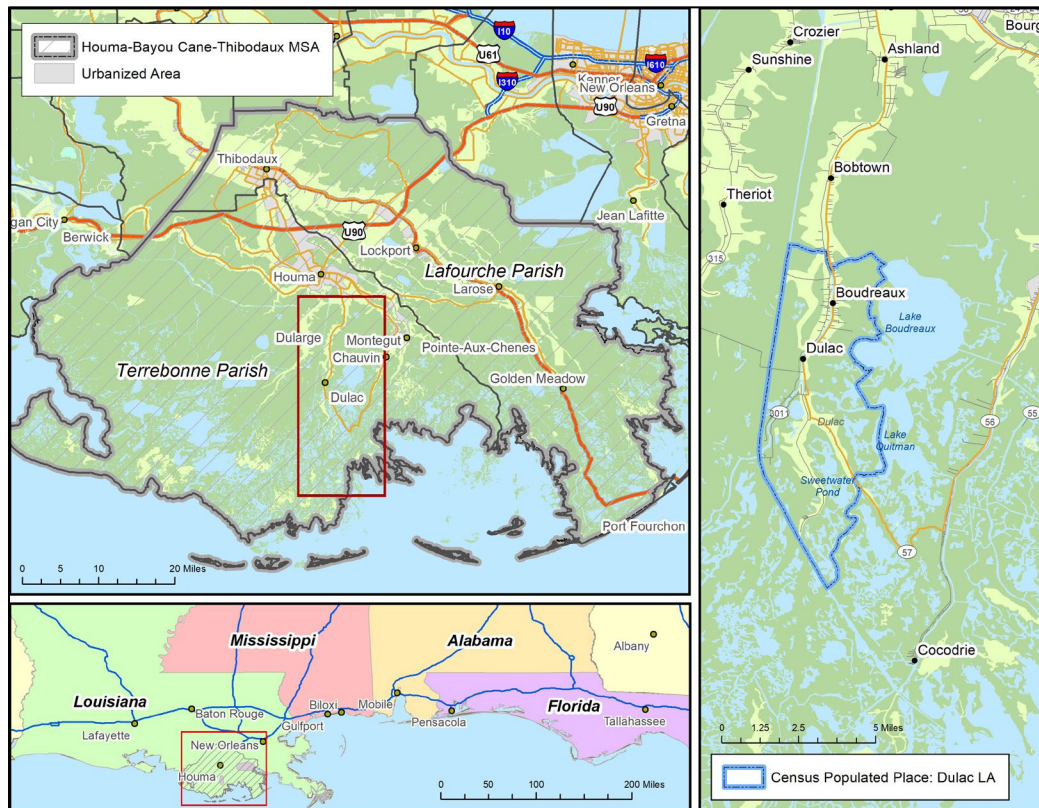 Houma-Bayou Cane-Thibodaux MSA
Urbanized Area
I10
U61
I310
I610
Kenner
New Orleans
U90
Gretna
Thibodaux
gan City
Berwick
U90
Jean Lafitte
Lockport
Lafourche Parish
Houma
Larose
Dularge
Montegut
Pointe-Aux-Chenes
Chauvin
Terrebonne Parish
Dulac
Golden Meadow
Port Fourchon
0 5 10 20 Miles
Mississippi
Alabama
Albany
Louisiana
Baton Rouge
Biloxi
Mobile
Gulfport
Florida
Lafayette
Pensacola
Tallahassee
New Orleans
Houma
0 50 100 200 Miles
Crozier
Bourg
Sunshine
Ashland
Bobtown
Theriot
315
Boudreaux
Lake
Boudreaux
Dulac
3011
Dulac
56
55
Lake
Quitman
Sweetwater
Pond
57
Cocodrie
0 1.25 2.5 5 Miles
Census Populated Place: Dulac LA